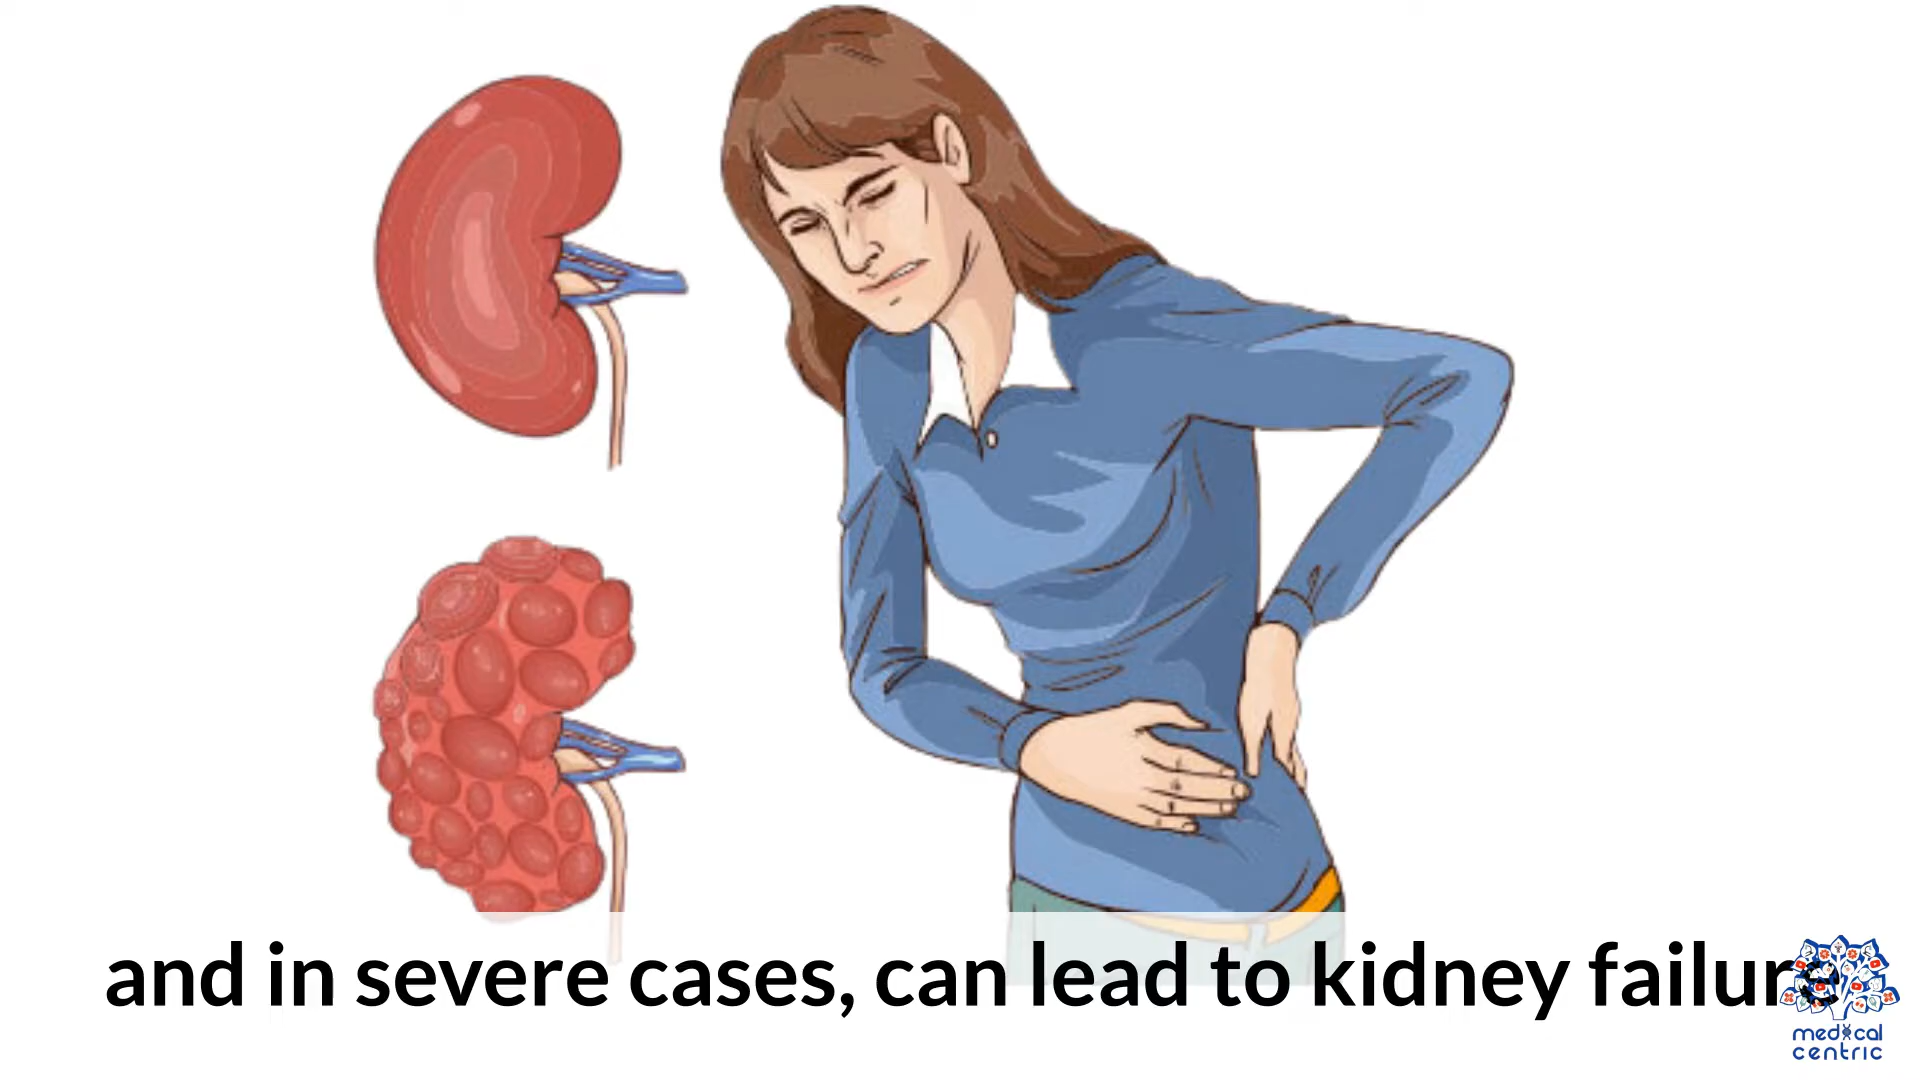 and in severe cases, can lead to kidney failure
medical
centric